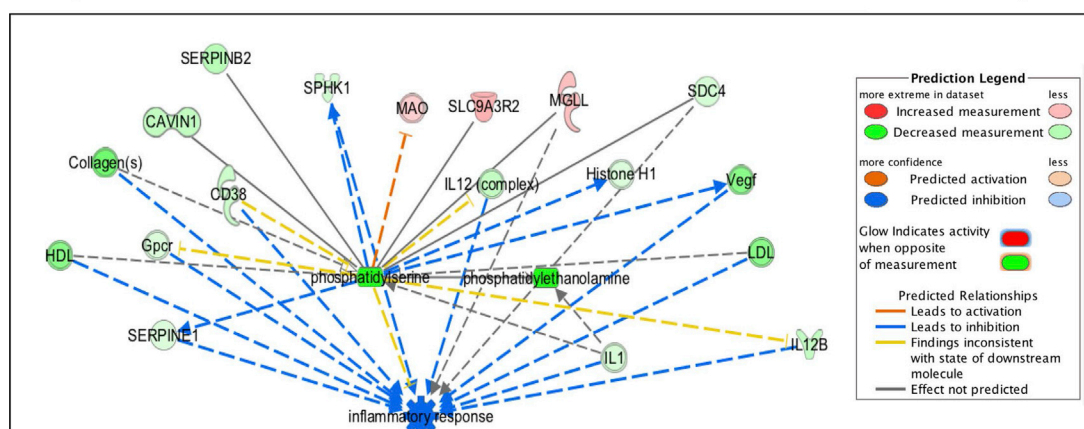 SERPINB2
SPHK1
MAO
SLC9A3R2
MGLL
SDC4
CAVIN1
Collagen(s)
CD38
IL12 (complex)
Histone H1
Vegf
HDL
Gpcr
phosphatidylserine
phosphatidylethanolamine
LDL
SERPINE1
IL1
IL12B
inflammatory response
Prediction Legend
more extreme in dataset less
Increased measurement
Decreased measurement
more confidence less
Predicted activation
Predicted inhibition
Glow Indicates activity
when opposite
of measurement
Predicted Relationships
Leads to activation
Leads to inhibition
Findings inconsistent
with state of downstream
molecule
Effect not predicted